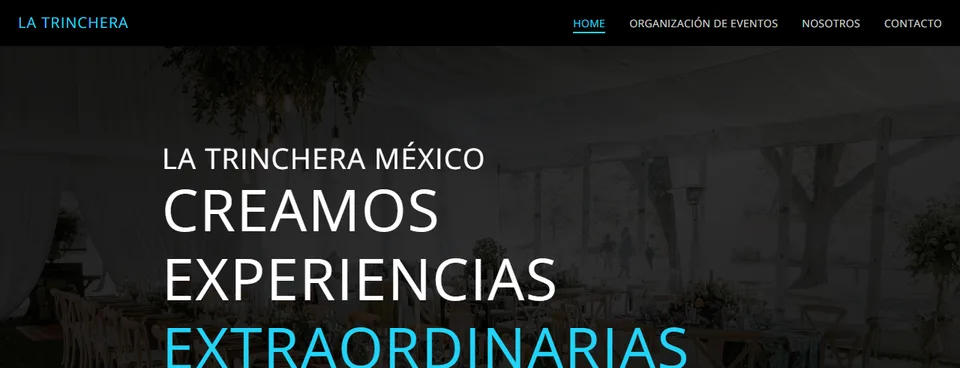 LA TRINCHERA
HOME ORGANIZACIÓN DE EVENTOS NOSOTROS CONTACTO
LA TRINCHERA MÉXICO
CREAMOS
EXPERIENCIAS
EXTRAORDINARIAS